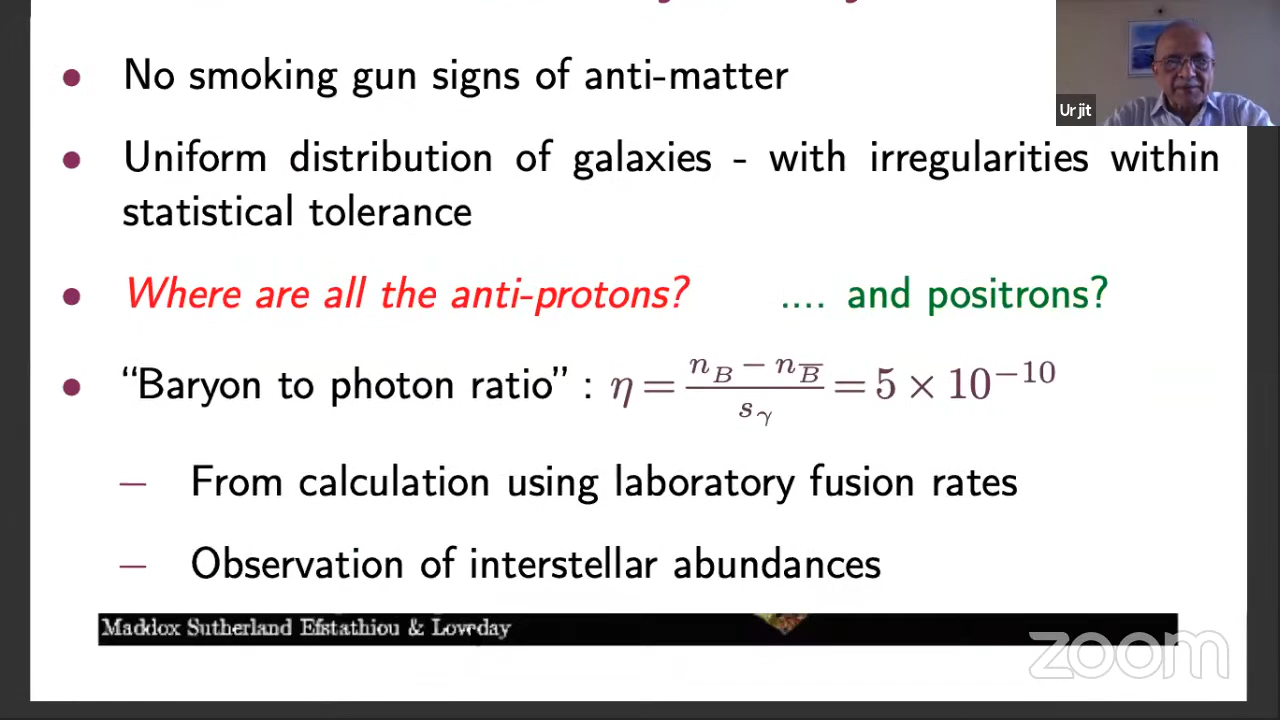 No smoking gun signs of anti-matter
Urjit
Uniform distribution of galaxies - with irregularities within
statistical tolerance
Where are all the anti-protons? .... and positrons?
“Baryon to photon ratio” : η = (n_B − n_B̅)/s_γ = 5 × 10^−10
– From calculation using laboratory fusion rates
– Observation of interstellar abundances
Maddox Sutherland Efstathiou & Loveday
zoom